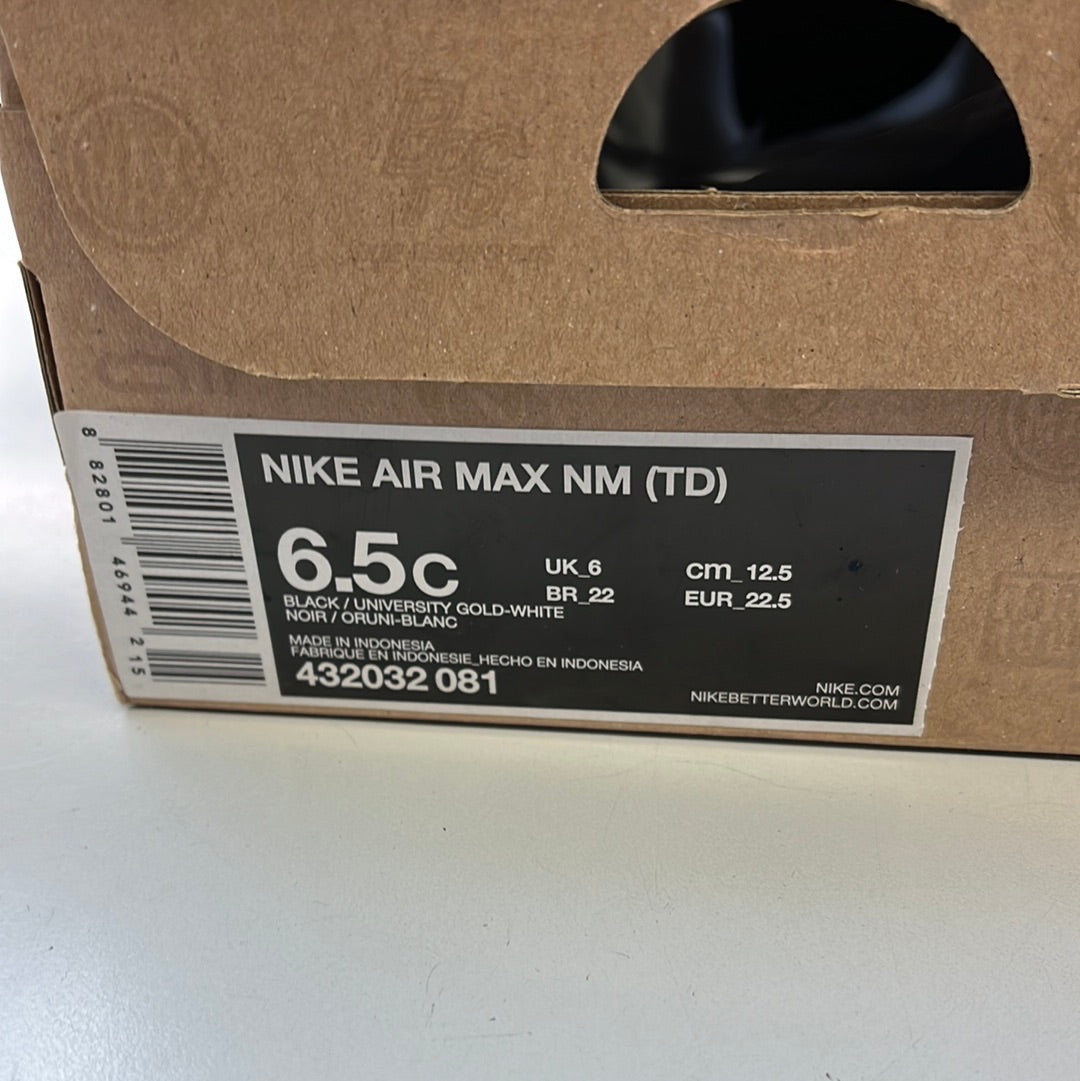 NIKE AIR MAX NM (TD)
6.5C
UK_6
BR_22
cm_12.5
EUR_22.5
BLACK / UNIVERSITY GOLD-WHITE
NOIR / ORUNI-BLANC
MADE IN INDONESIA
FABRIQUE EN INDONESIE_HECHO EN INDONESIA
432032 081
NIKE.COM
NIKEBETTERWORLD.COM
8 82801 46944 2 15